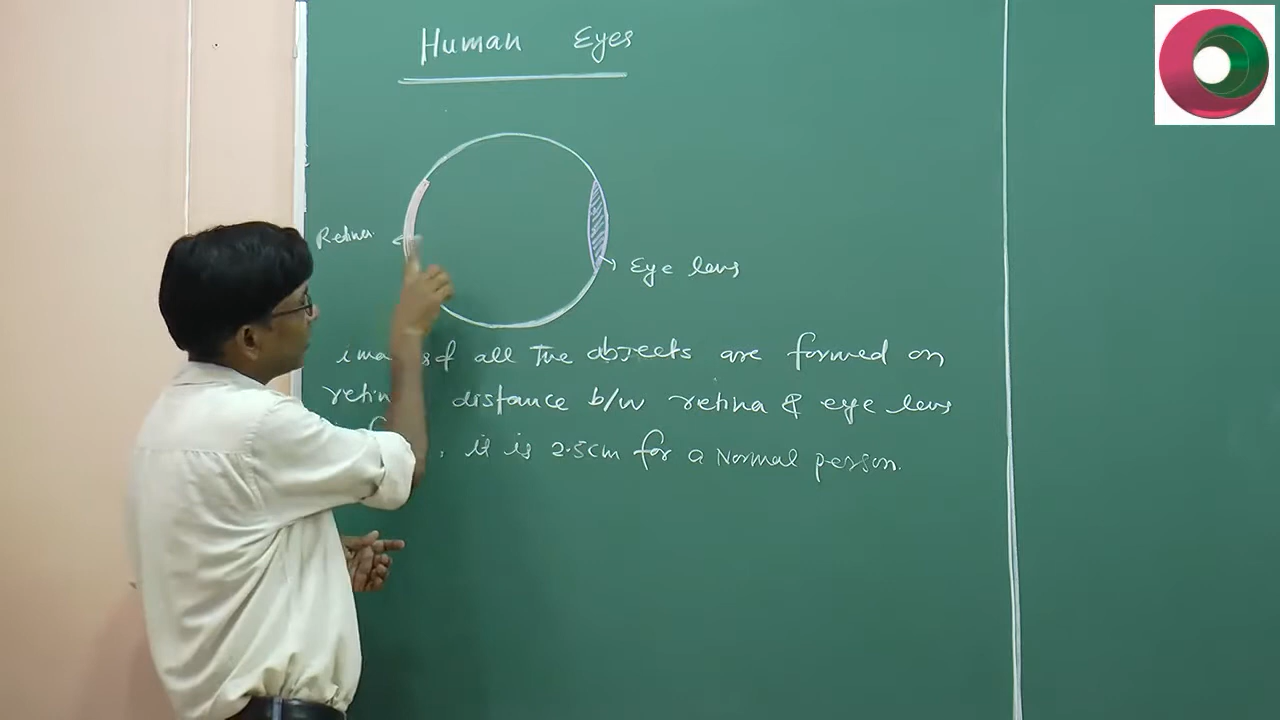 Human Eyes
Retina
Eye lens
of all the objects are formed on
distance b/w retina & eye lens
, it is 2.5cm for a Normal person.